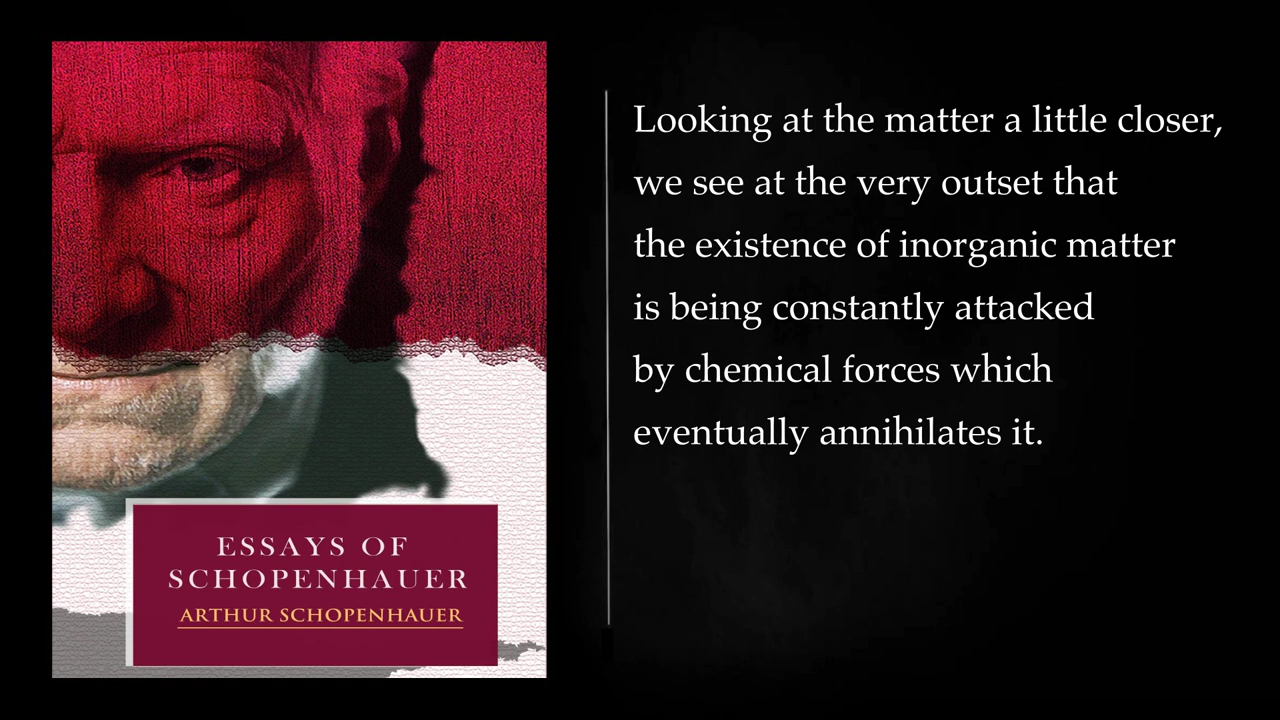 ESSAYS OF
SCHOPENHAUER
ARTHUR SCHOPENHAUER
Looking at the matter a little closer,
we see at the very outset that
the existence of inorganic matter
is being constantly attacked
by chemical forces which
eventually annihilates it.